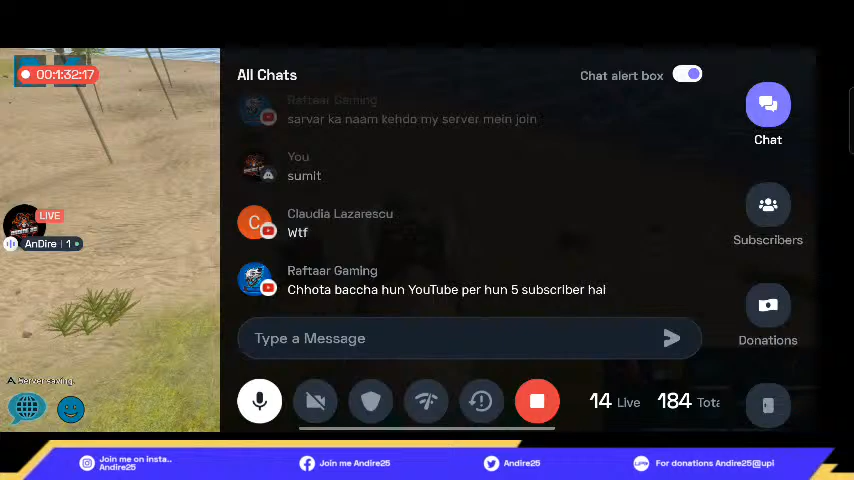 00:1:32:17
All Chats
Chat alert box
Raftaar Gaming
sarvar ka naam kehdo my server mein join
You
sumIt
Claudia Lazarescu
Wtf
Raftaar Gaming
Chhota baccha hun YouTube per hun 5 subscriber hai
Type a Message
Chat
Subscribers
Donations
LIVE
AnDire | 1
C
A Server saving.
14 Live 184 Tota
Join me on insta..
Andire25
Join me Andire25
Andire25
UPI
For donations Andire25@upi